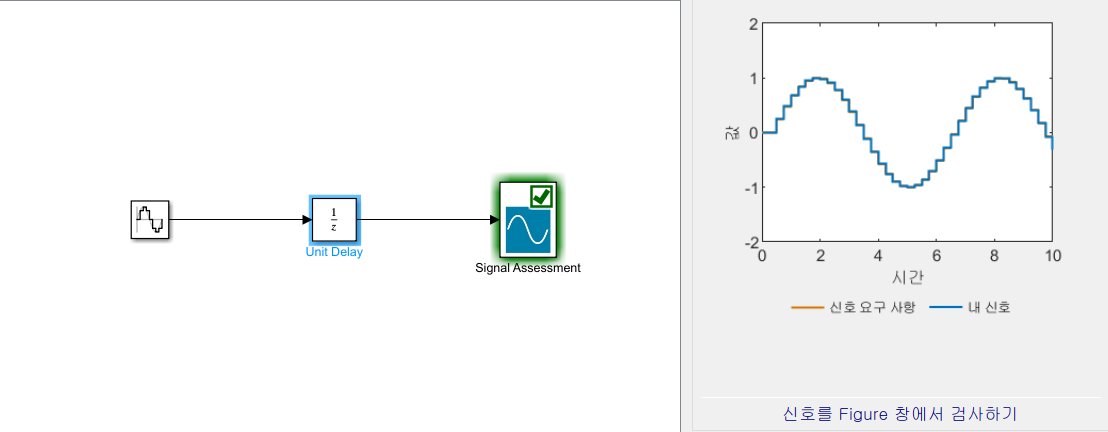 1
z
Unit Delay
Signal Assessment
2
1
0
-1
-2
값
0 2 4 6 8 10
시간
신호 요구 사항 내 신호
신호를 Figure 창에서 검사하기